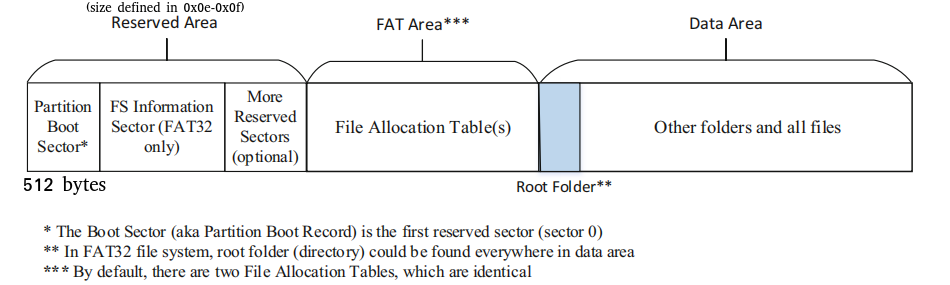 (size defined in 0x0e-0x0f)
Reserved Area
FAT Area***
Data Area
Partition
Boot
Sector*
FS Information
Sector (FAT32
only)
More
Reserved
Sectors
(optional)
File Allocation Table(s)
Other folders and all files
512 bytes
Root Folder**
* The Boot Sector (aka Partition Boot Record) is the first reserved sector (sector 0)
** In FAT32 file system, root folder (directory) could be found everywhere in data area
*** By default, there are two File Allocation Tables, which are identical